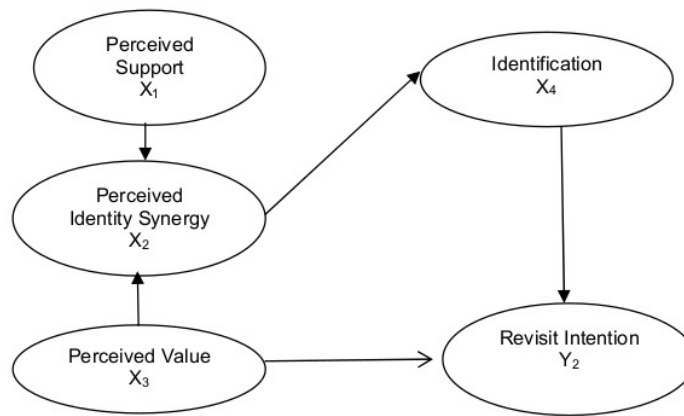 Perceived
Support
X₁
Identification
X₄
Perceived
Identity Synergy
X₂
Perceived Value
X₃
Revisit Intention
Y₂